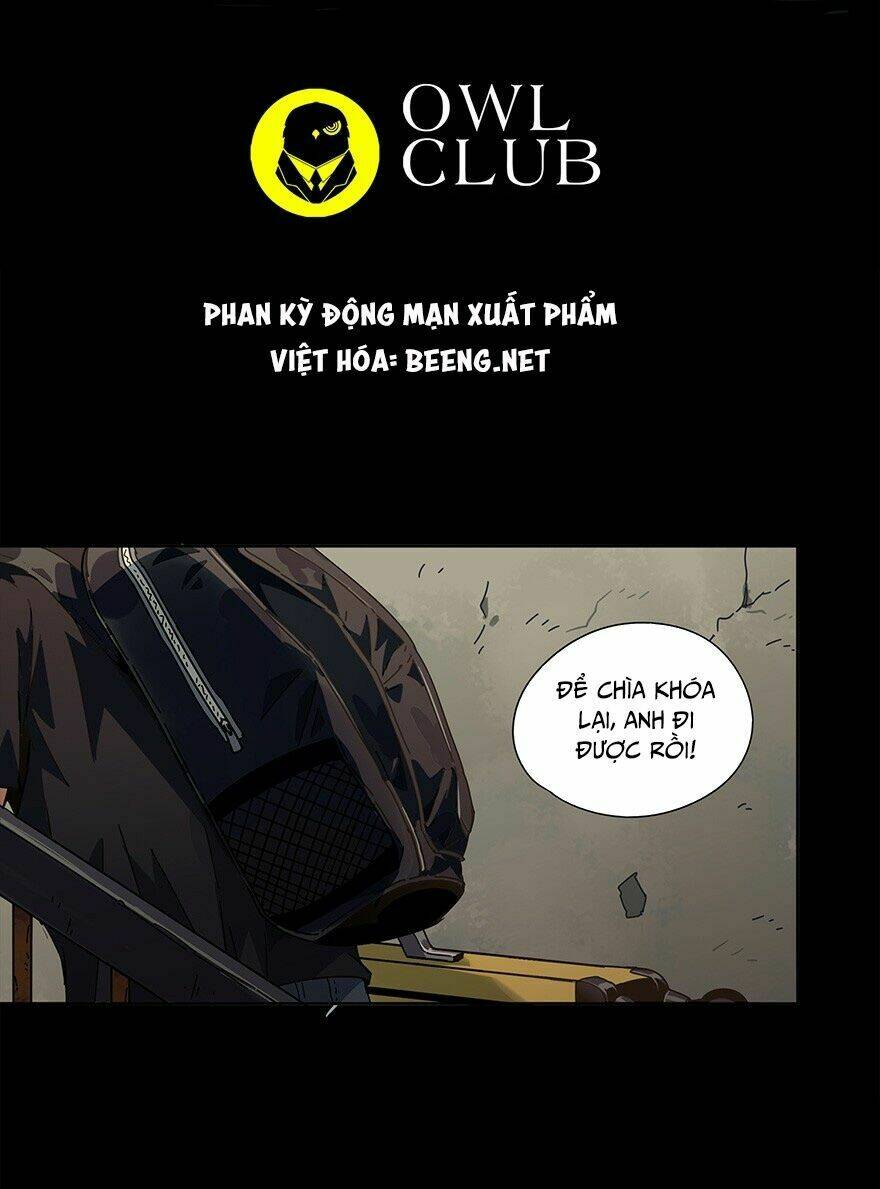 OWL
CLUB
PHAN KỲ ĐỘNG MẠN XUẤT PHẨM
VIỆT HÓA: BEENG.NET
ĐỂ CHÌA KHÓA
LẠI, ANH ĐI
ĐƯỢC RỒI!